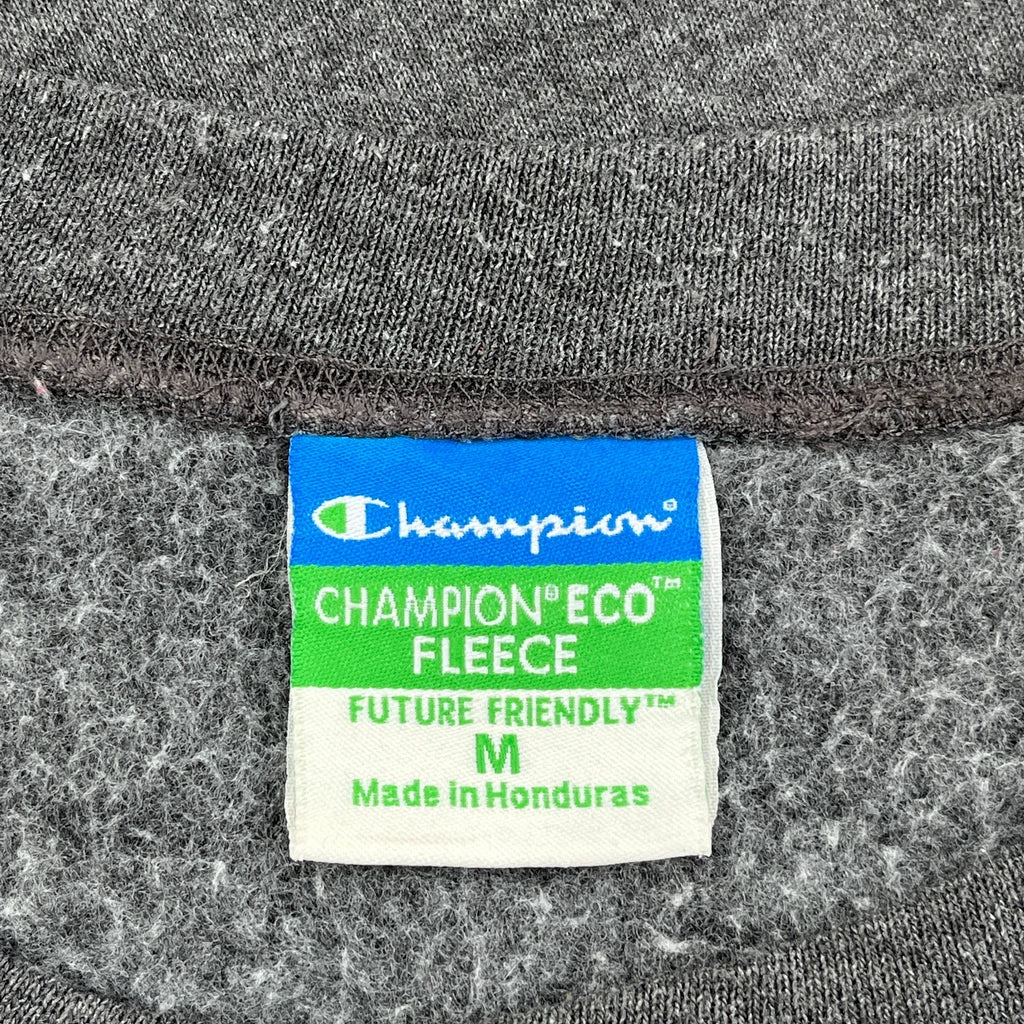 Champion®
CHAMPION® ECO™
FLEECE
FUTURE FRIENDLY™
M
Made in Honduras